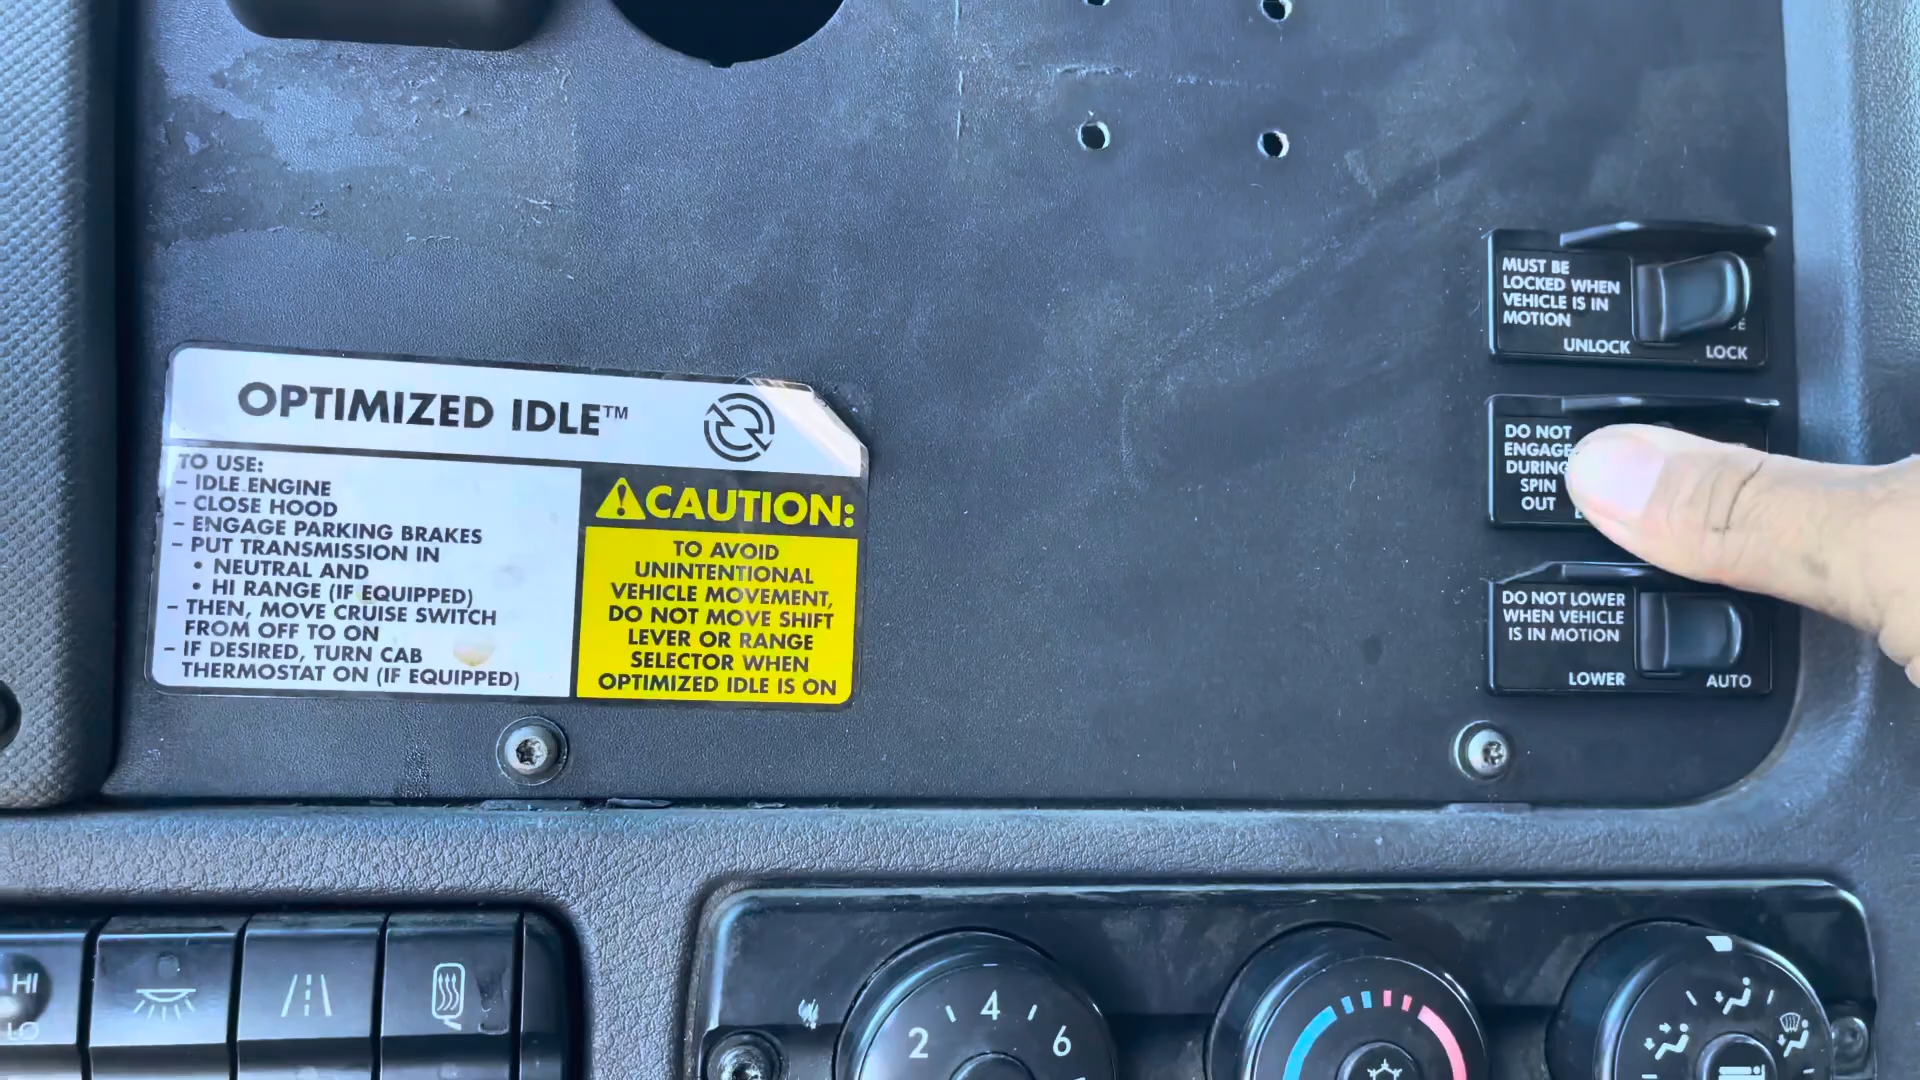 OPTIMIZED IDLE™
TO USE:
- IDLE ENGINE
- CLOSE HOOD
- ENGAGE PARKING BRAKES
- PUT TRANSMISSION IN
• NEUTRAL AND
• HI RANGE (IF EQUIPPED)
- THEN, MOVE CRUISE SWITCH
FROM OFF TO ON
- IF DESIRED, TURN CAB
THERMOSTAT ON (IF EQUIPPED)
CAUTION:
TO AVOID
UNINTENTIONAL
VEHICLE MOVEMENT,
DO NOT MOVE SHIFT
LEVER OR RANGE
SELECTOR WHEN
OPTIMIZED IDLE IS ON
MUST BE
LOCKED WHEN
VEHICLE IS IN
MOTION
UNLOCK
LOCK
DO NOT
ENGAGE
DURING
SPIN
OUT
DO NOT LOWER
WHEN VEHICLE
IS IN MOTION
LOWER
AUTO
HI
LO
2
4
6